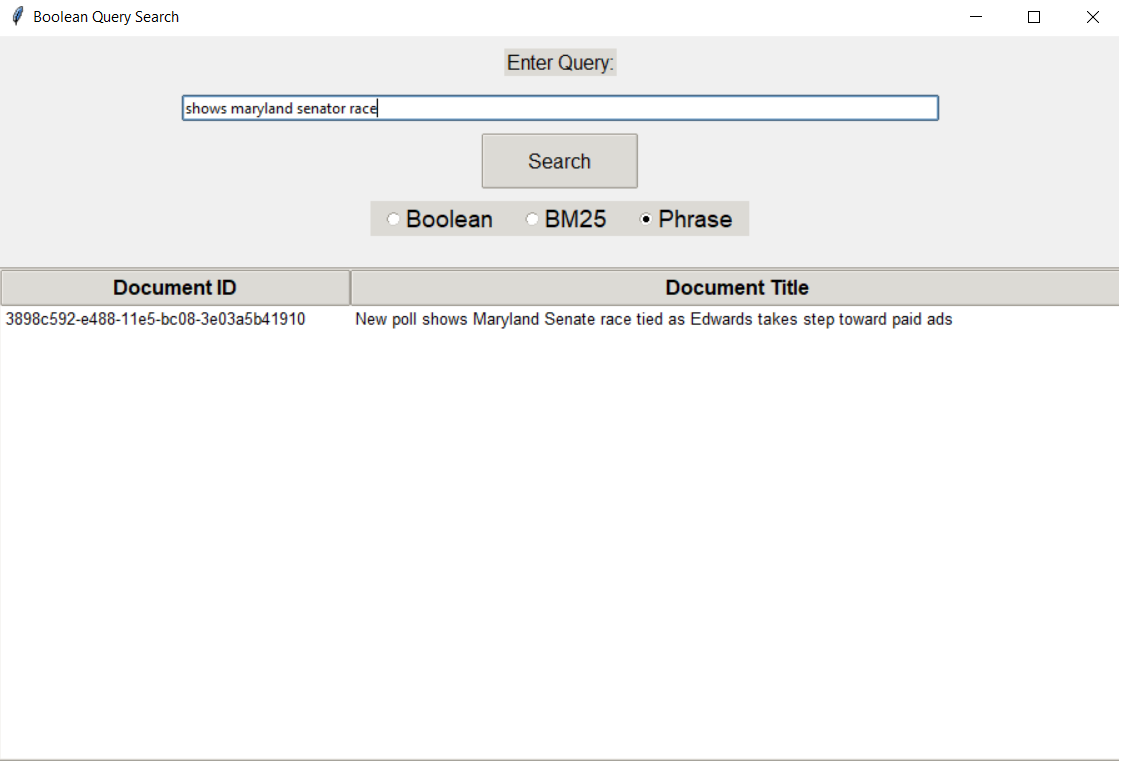 Boolean Query Search
Enter Query:
shows maryland senator race
Search
Boolean BM25 Phrase
Document ID Document Title
3898c592-e488-11e5-bc08-3e03a5b41910 New poll shows Maryland Senate race tied as Edwards takes step toward paid ads